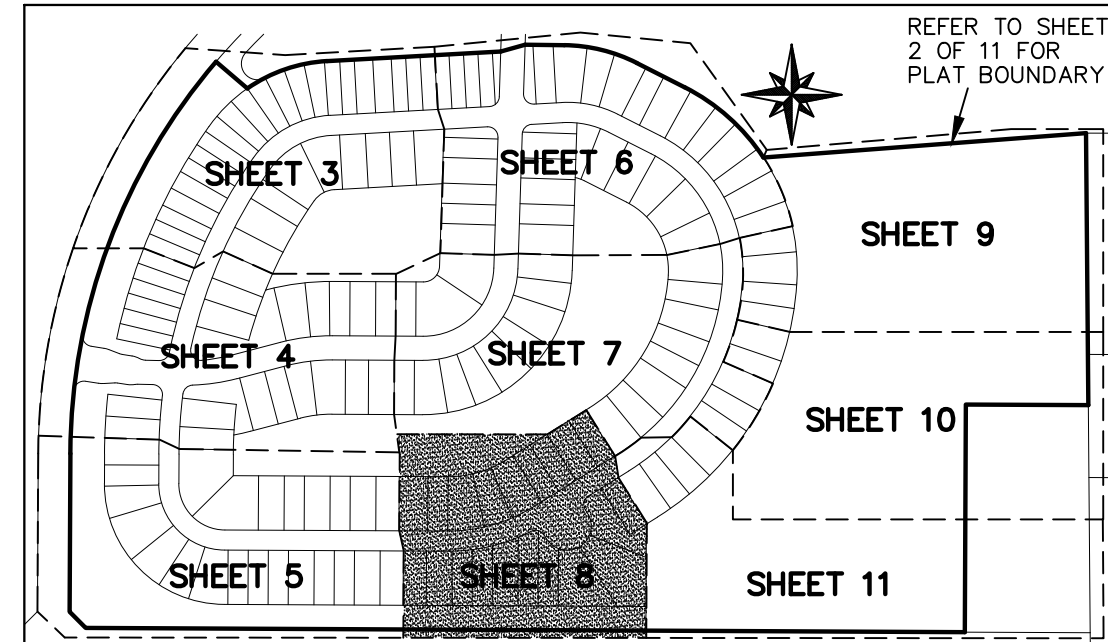 REFER TO SHEET
2 OF 11 FOR
PLAT BOUNDARY
SHEET 3
SHEET 6
SHEET 9
SHEET 4
SHEET 7
SHEET 10
SHEET 5
SHEET 8
SHEET 11